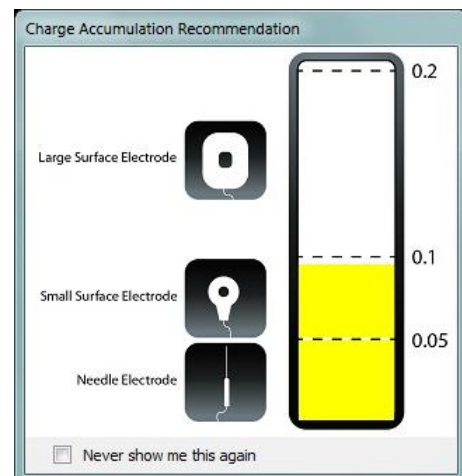 Charge Accumulation Recommendation
0.2
Large Surface Electrode
0.1
Small Surface Electrode
0.05
Needle Electrode
Never show me this again